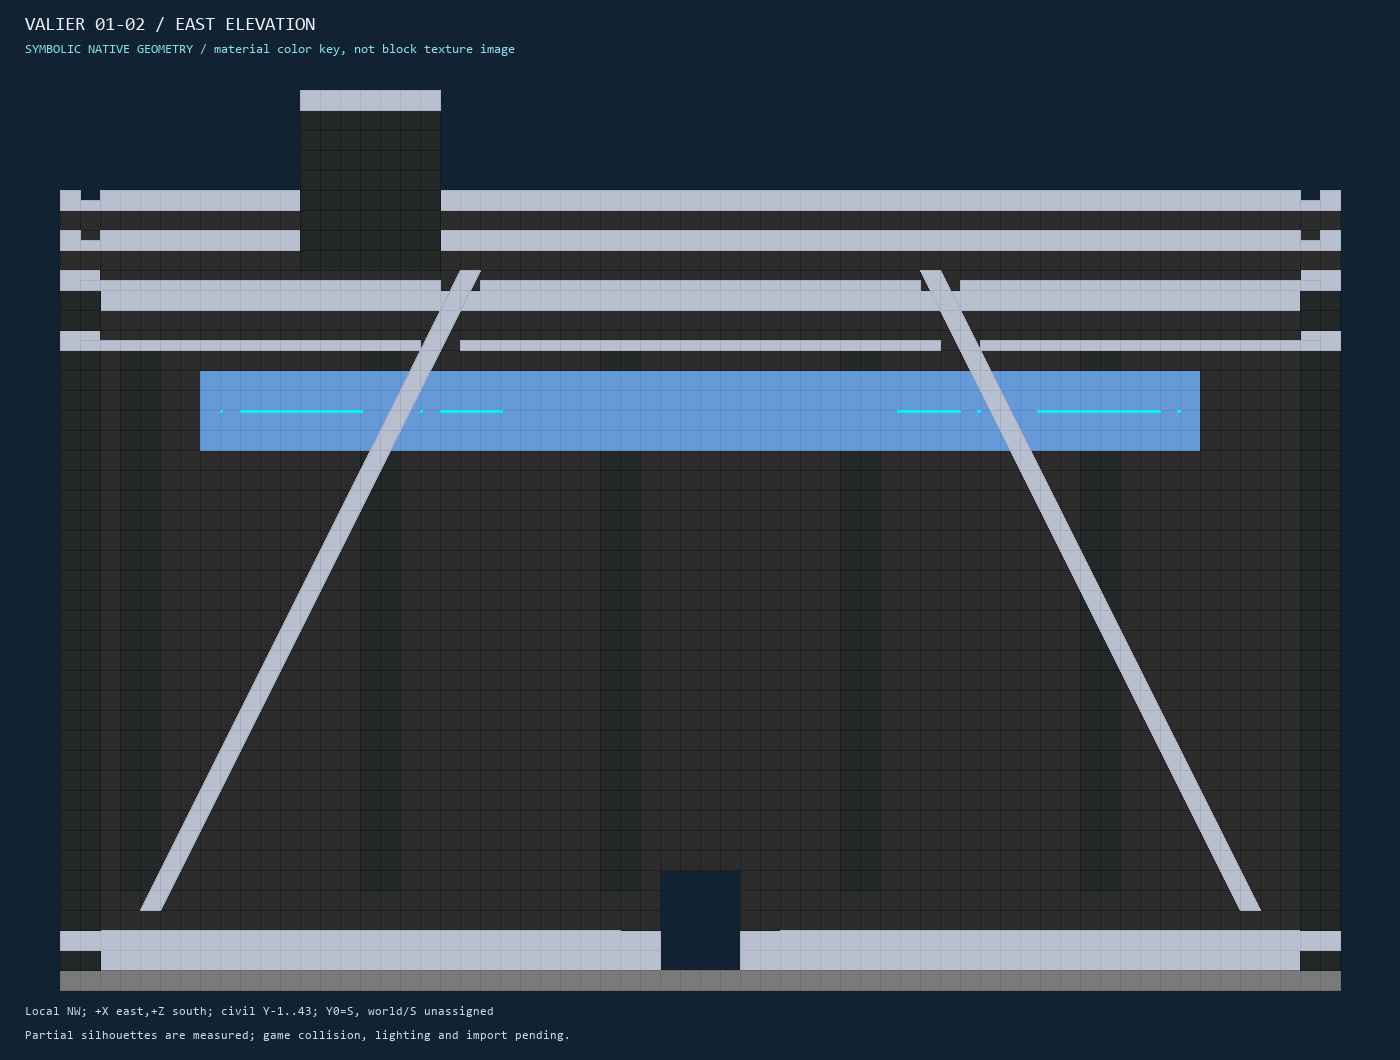 VALIER 01-02 / EAST ELEVATION
SYMBOLIC NATIVE GEOMETRY / material color key, not block texture image
Local NW; +X east,+Z south; civil Y-1..43; Y0=S, world/S unassigned
Partial silhouettes are measured; game collision, lighting and import pending.